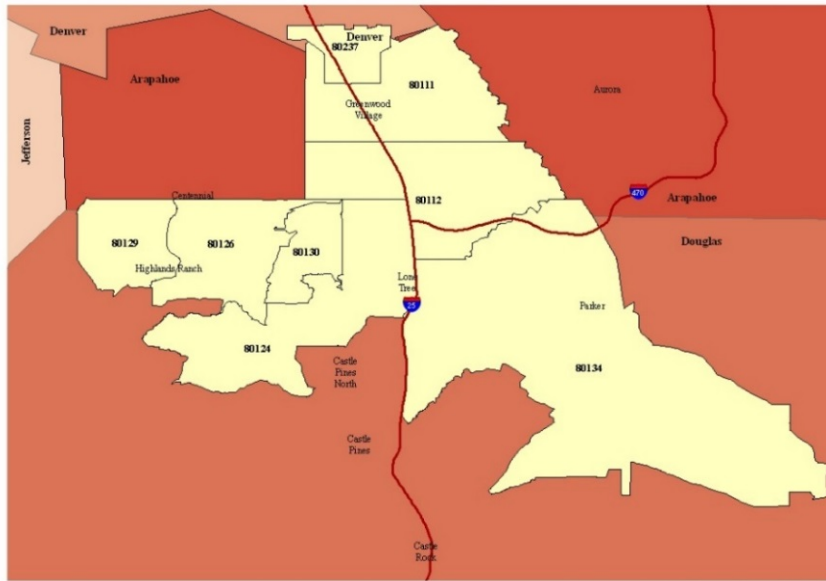 Denver
Denver
80237
Arapahoe
80111
Aurora
Greenwood
Village
Jefferson
470
Centennial
Arapahoe
80112
80129
80126
80130
Douglas
Highlands Ranch
Lone
Tree
25
Parker
80124
Castle
Pines
North
80134
Castle
Pines
Castle
Rock